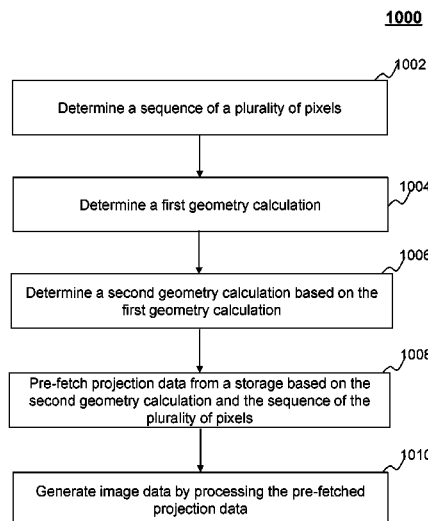 1000
1002
Determine a sequence of a plurality of pixels
1004
Determine a first geometry calculation
1006
Determine a second geometry calculation based on the
first geometry calculation
1008
Pre-fetch projection data from a storage based on the
second geometry calculation and the sequence of the
plurality of pixels
1010
Generate image data by processing the pre-fetched
projection data